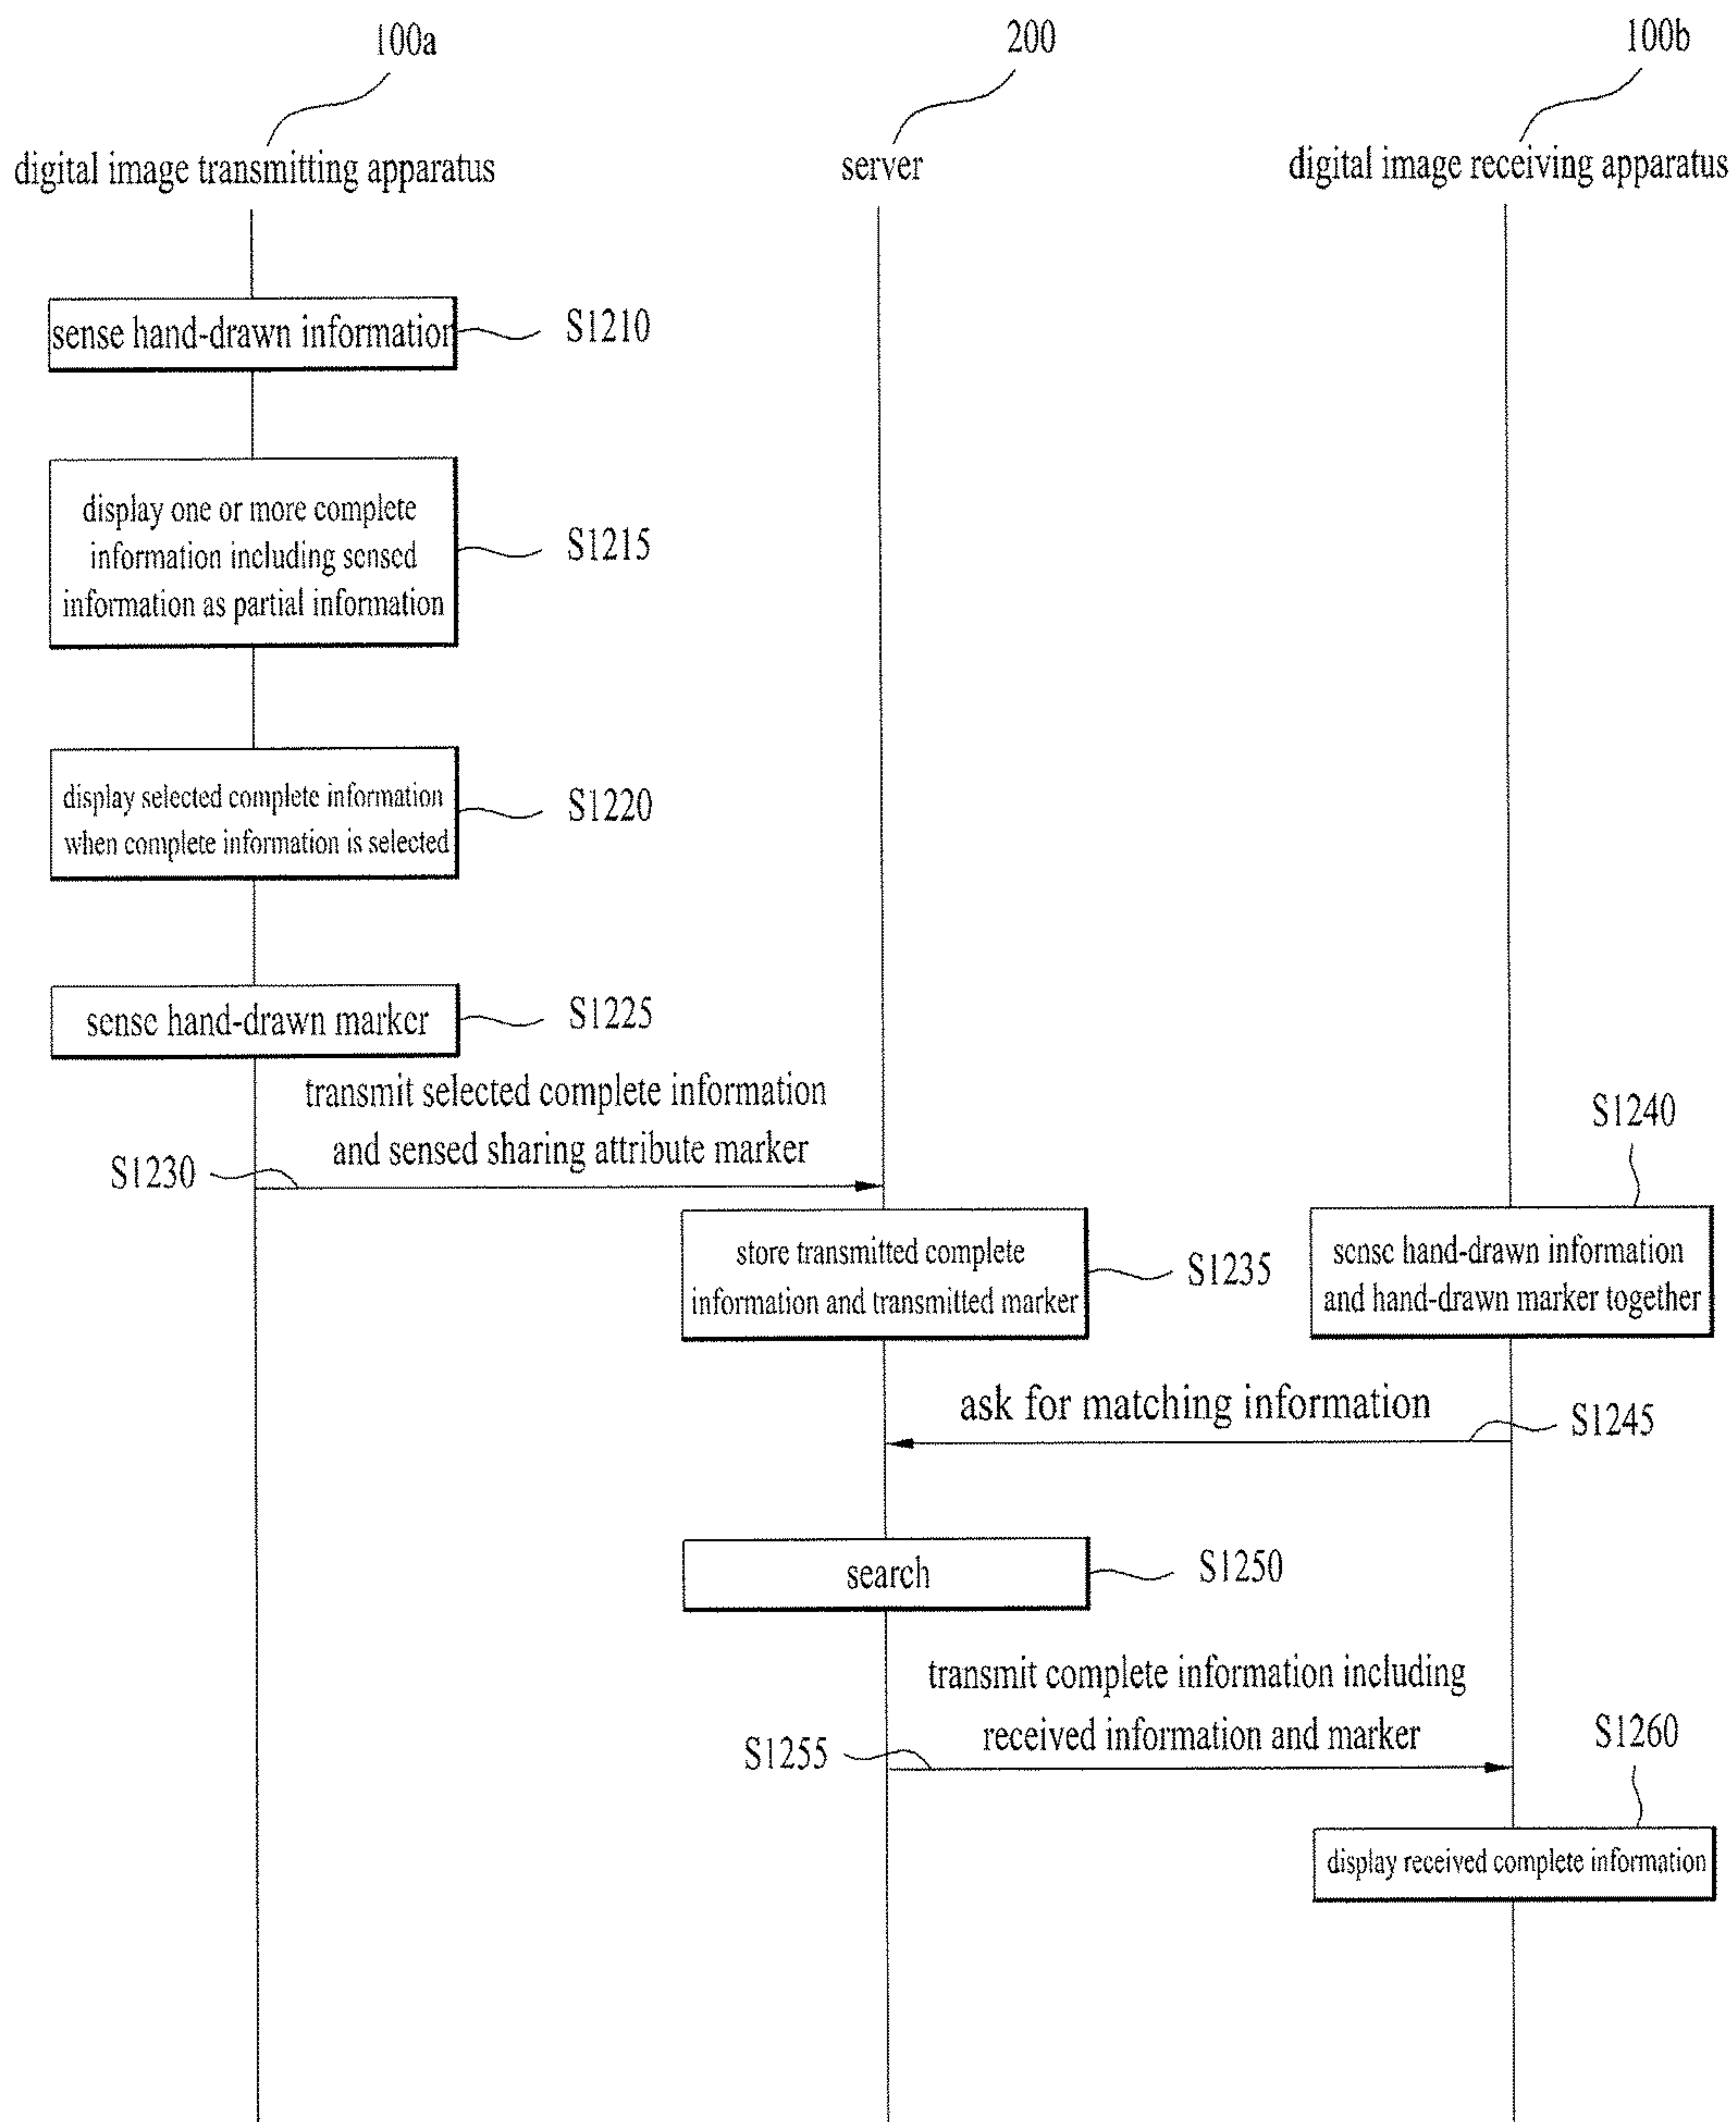 100a
200
100b
digital image transmitting apparatus
server
digital image receiving apparatus
sense hand-drawn information
S1210
display one or more complete
information including sensed
information as partial information
S1215
display selected complete information
when complete information is selected
S1220
sense hand-drawn marker
S1225
transmit selected complete information
and sensed sharing attribute marker
S1230
store transmitted complete
information and transmitted marker
S1235
S1240
sense hand-drawn information
and hand-drawn marker together
ask for matching information
S1245
search
S1250
transmit complete information including
received information and marker
S1255
S1260
display received complete information